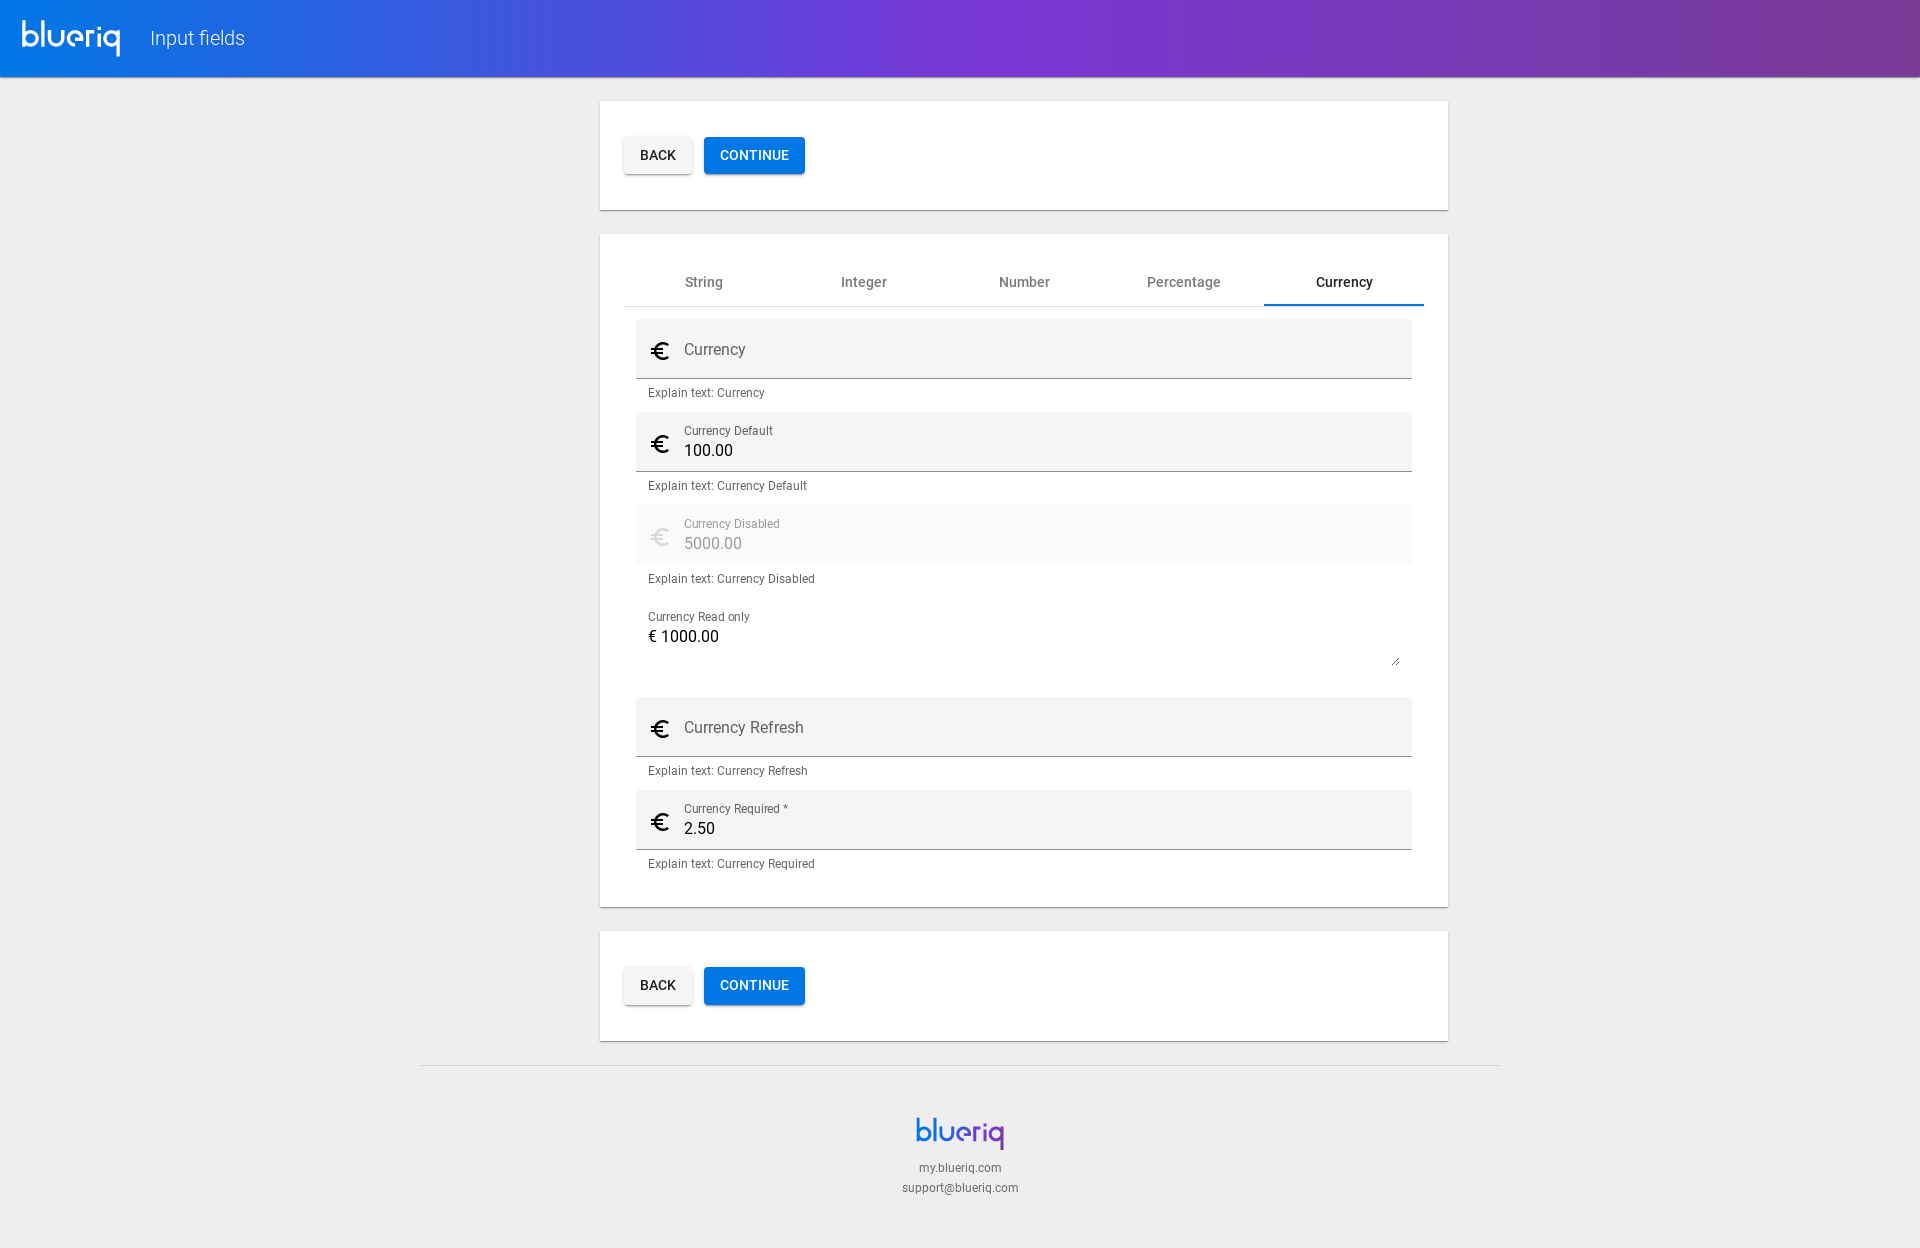 blueriq Input fields
BACK CONTINUE
String Integer Number Percentage Currency
€ Currency
Explain text: Currency
Currency Default
€ 100.00
Explain text: Currency Default
Currency Disabled
€ 5000.00
Explain text: Currency Disabled
Currency Read only
€ 1000.00
€ Currency Refresh
Explain text: Currency Refresh
Currency Required *
€ 2.50
Explain text: Currency Required
BACK CONTINUE
blueriq
my.blueriq.com
support@blueriq.com